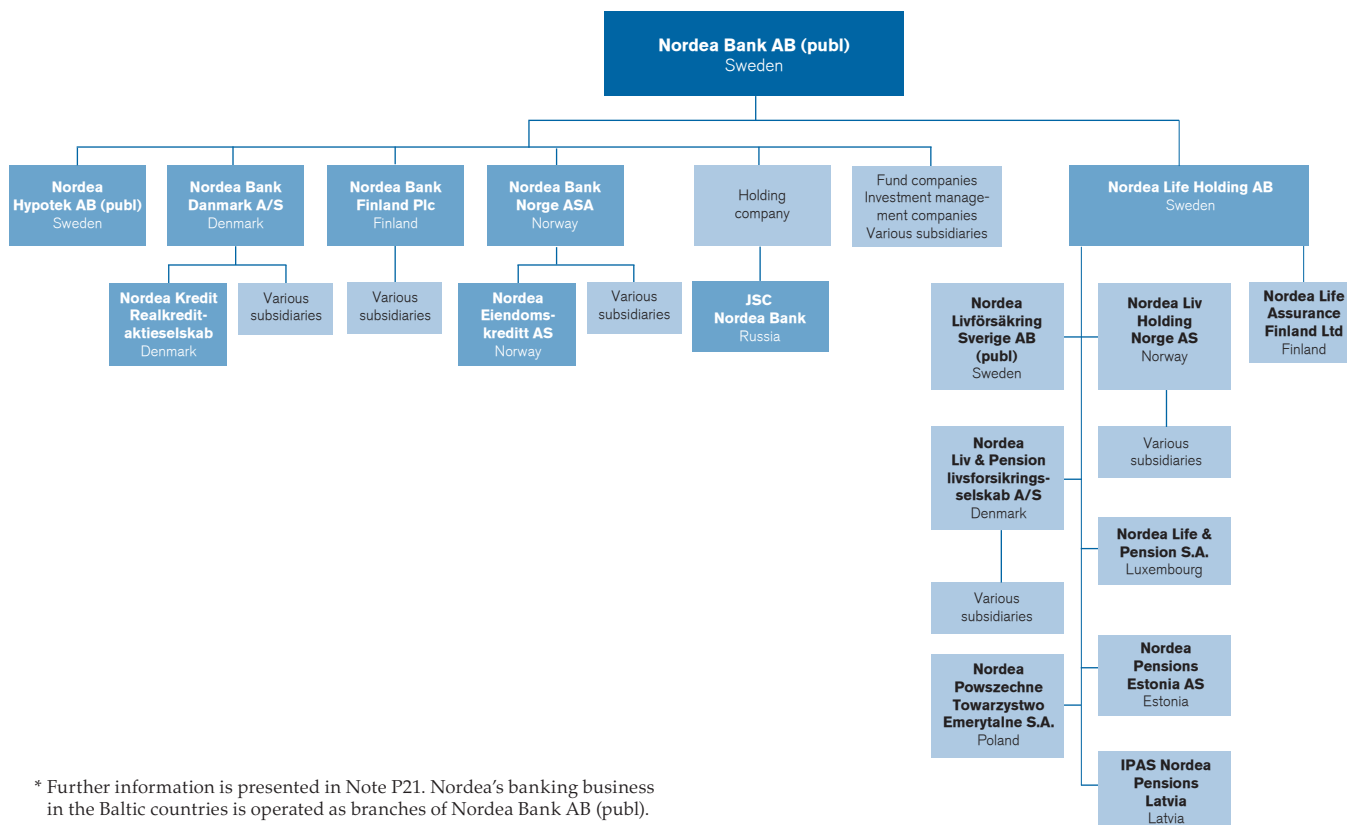 Nordea Bank AB (publ)
Sweden
Nordea
Hypotek AB (publ)
Sweden
Nordea Bank
Danmark A/S
Denmark
Nordea Bank
Finland Plc
Finland
Nordea Bank
Norge ASA
Norway
Holding
company
Fund companies
Investment manage-
ment companies
Various subsidiaries
Nordea Life Holding AB
Sweden
Nordea Kredit
Realkredit-
aktieselskab
Denmark
Various
subsidiaries
Various
subsidiaries
Nordea
Eiendoms-
kreditt AS
Norway
Various
subsidiaries
JSC
Nordea Bank
Russia
Nordea
Livförsäkring
Sverige AB
(publ)
Sweden
Nordea Liv
Holding
Norge AS
Norway
Nordea Life
Assurance
Finland Ltd
Finland
Various
subsidiaries
Nordea
Liv & Pension
livsforsikrings-
selskab A/S
Denmark
Nordea Life &
Pension S.A.
Luxembourg
Various
subsidiaries
Nordea
Pensions
Estonia AS
Estonia
Nordea
Powszechne
Towarzystwo
Emerytalne S.A.
Poland
IPAS Nordea
Pensions
Latvia
Latvia
* Further information is presented in Note P21. Nordea’s banking business
in the Baltic countries is operated as branches of Nordea Bank AB (publ).